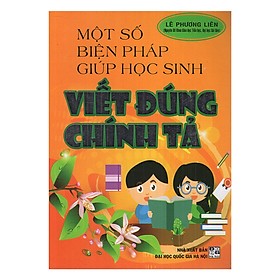 LÊ PHƯƠNG LIÊN
MỘT SỐ
BIỆN PHÁP
GIÚP HỌC SINH
VIẾT ĐÚNG
CHÍNH TẢ
NHÀ XUẤT BẢN
ĐẠI HỌC QUỐC GIA HÀ NỘI